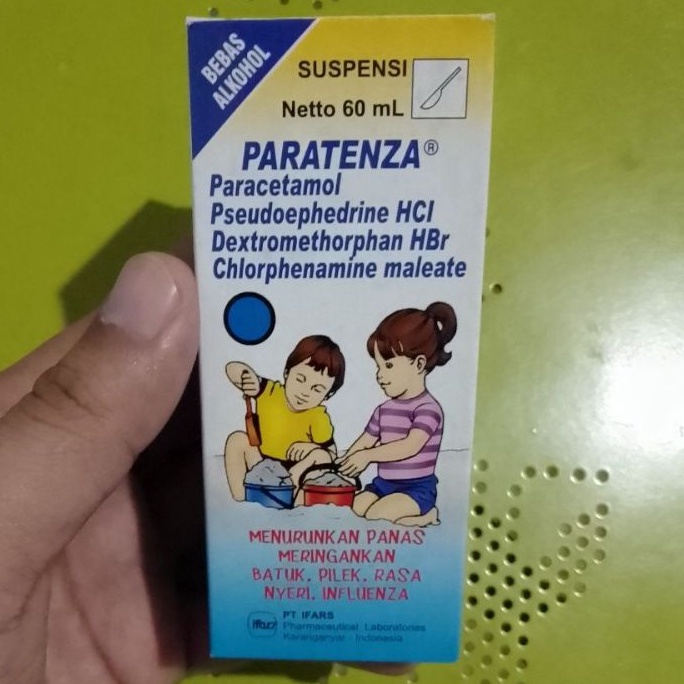 BEBAS
ALKOHOL
SUSPENSI
Netto 60 mL
PARATENZA®
Paracetamol
Pseudoephedrine HCl
Dextromethorphan HBr
Chlorphenamine maleate
MENURUNKAN PANAS
MERINGANKAN
BATUK, PILEK, RASA
NYERI, INFLUENZA
ifars
PT IFARS
Pharmaceutical Laboratories
Karanganyar - Indonesia